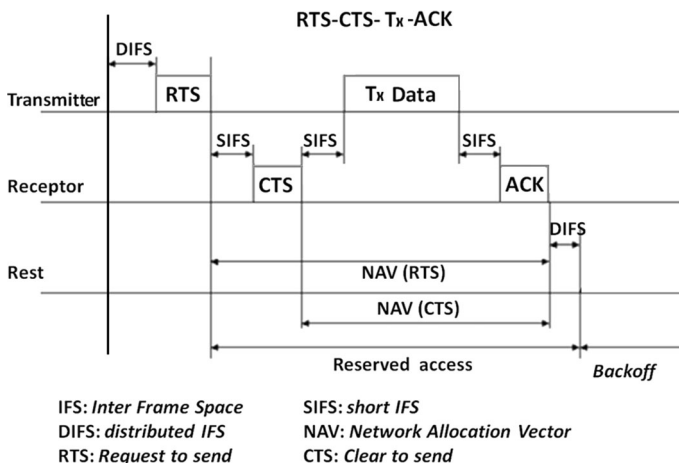 RTS-CTS- Tx -ACK
DIFS
Transmitter
RTS
Tx Data
SIFS
SIFS
SIFS
Receptor
CTS
ACK
DIFS
NAV (RTS)
Rest
NAV (CTS)
Reserved access
Backoff
IFS: Inter Frame Space
SIFS: short IFS
DIFS: distributed IFS
NAV: Network Allocation Vector
RTS: Request to send
CTS: Clear to send